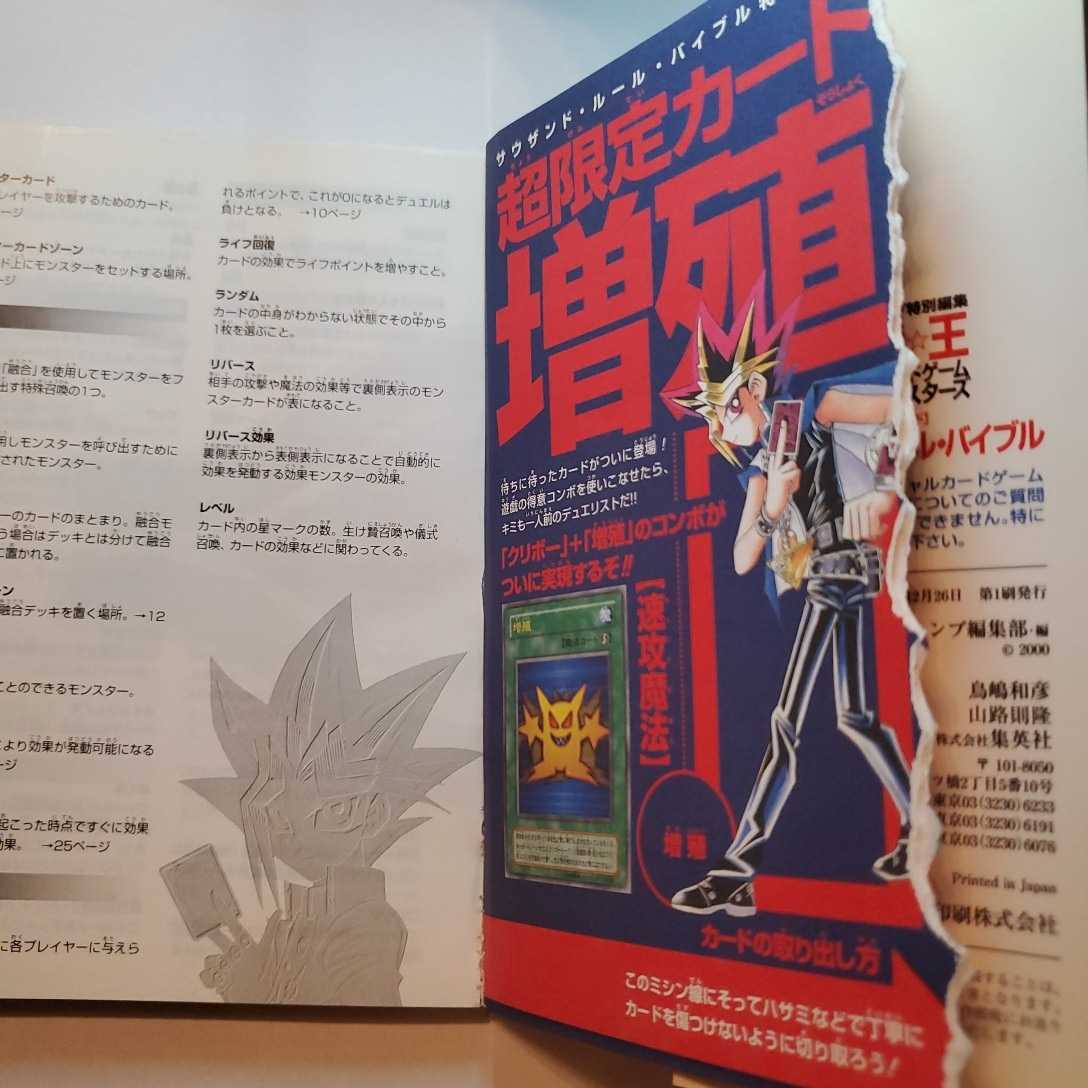 ターカード
レイヤーを攻撃するためのカード。
ージ
ーカードゾーン
ド上にモンスターをセットする場所。
ージ
「融合」を使用してモンスターをフ
出す特殊召喚の1つ。
用しモンスターを呼び出すために
されたモンスター。
ーのカードのまとまり。融合モ
う場合はデッキとは分けて融合
に置かれる。
ーン
融合デッキを置く場所。→12
ことのできるモンスター。
により効果が発動可能になる
ージ
起こった時点ですぐに効果
効果。 →25ページ
に各プレイヤーに与えら
れるポイントで、これが0になるとデュエルは
負けとなる。 →10ページ
ライフ回復
カードの効果でライフポイントを増やすこと。
ランダム
カードの中身がわからない状態でその中から
1枚を選ぶこと。
リバース
相手の攻撃や魔法の効果等で裏側表示のモン
スターカードが表になること。
リバース効果
裏側表示から表側表示になることで自動的に
効果を発動する効果モンスターの効果。
レベル
カード内の星マークの数。生け贄召喚や儀式
召喚、カードの効果などに関わってくる。
サウザンド・ルール・バイブル特
超限定カード
増殖
ぞうしょく
待ちに待ったカードがついに登場!
遊戯の得意コンボを使いこなせたら、
キミも一人前のデュエリストだ!!
「クリボー」+「増殖」のコンボが
ついに実現するぞ!!
【速攻魔法】
増殖
増殖
カードの取り出し方
このミシン線にそってハサミなどで丁寧に
カードを傷つけないように切り取ろう!
特別編集
☆王
ドゲーム
スターズ
ル・バイブル
ャルカードゲーム
についてのご質問
できません。特に
下さい。
12月26日 第1刷発行
ンプ編集部・編
© 2000
鳥嶋和彦
山路則隆
株式会社 集英社
〒 101-8050
ツ橋2丁目5番10号
東京03(3230)6233
東京03(3230)6191
東京03(3230)6076
Printed in Japan
印刷株式会社